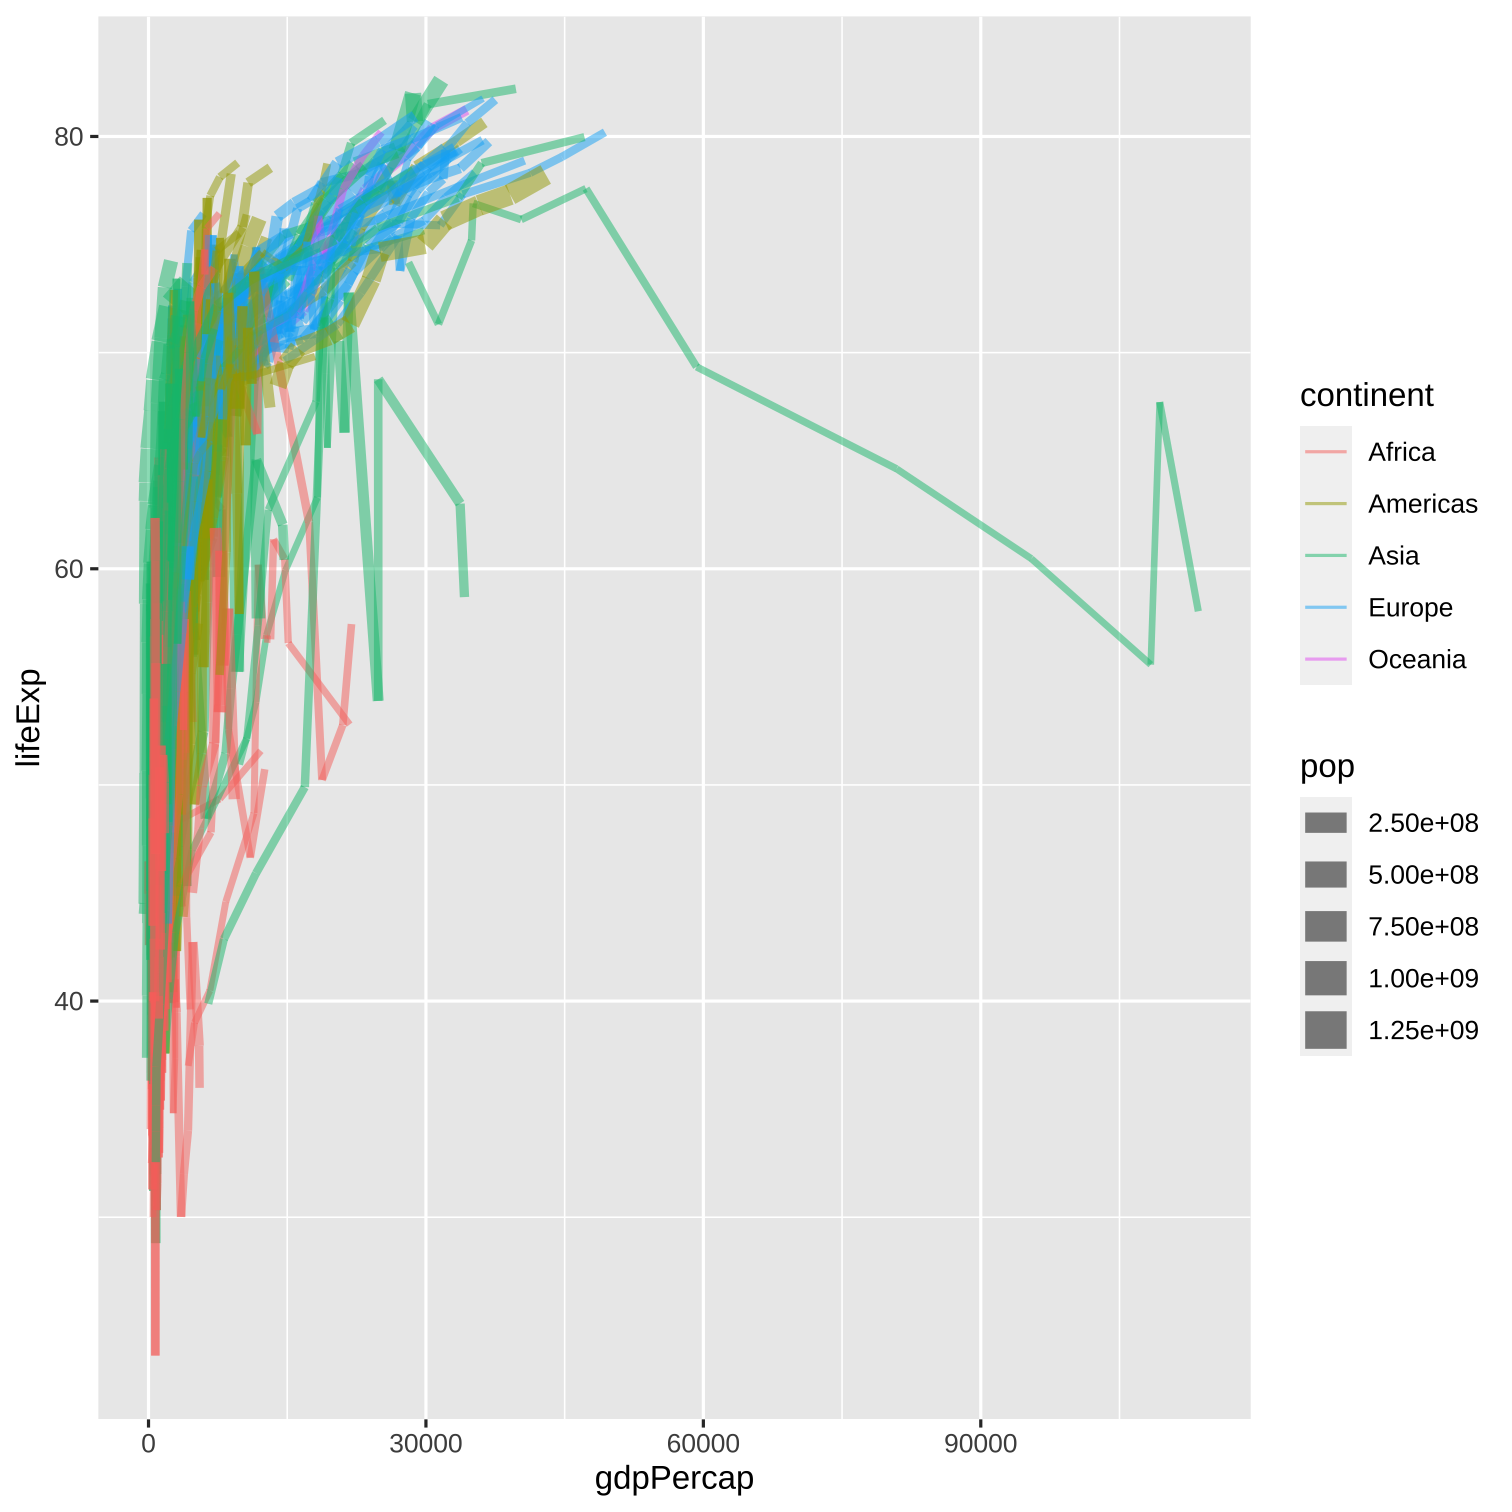 80
60
40
lifeExp
0
30000
60000
90000
gdpPercap
continent
Africa
Americas
Asia
Europe
Oceania
pop
2.50e+08
5.00e+08
7.50e+08
1.00e+09
1.25e+09